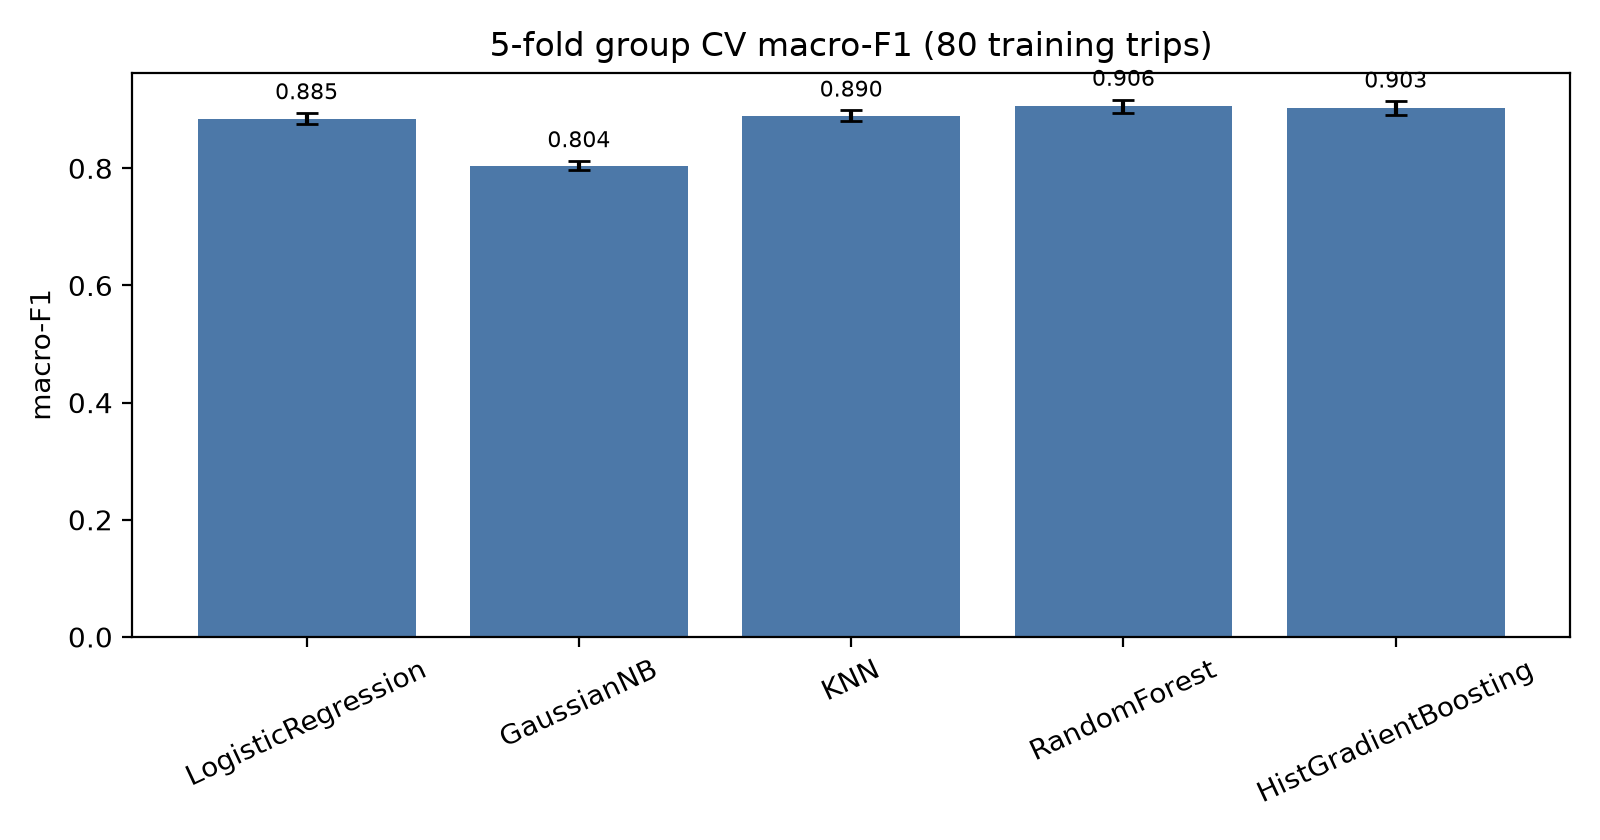 5-fold group CV macro-F1 (80 training trips)
0.885
0.804
0.890
0.906
0.903
macro-F1
0.8
0.6
0.4
0.2
0.0
LogisticRegression
GaussianNB
KNN
RandomForest
HistGradientBoosting